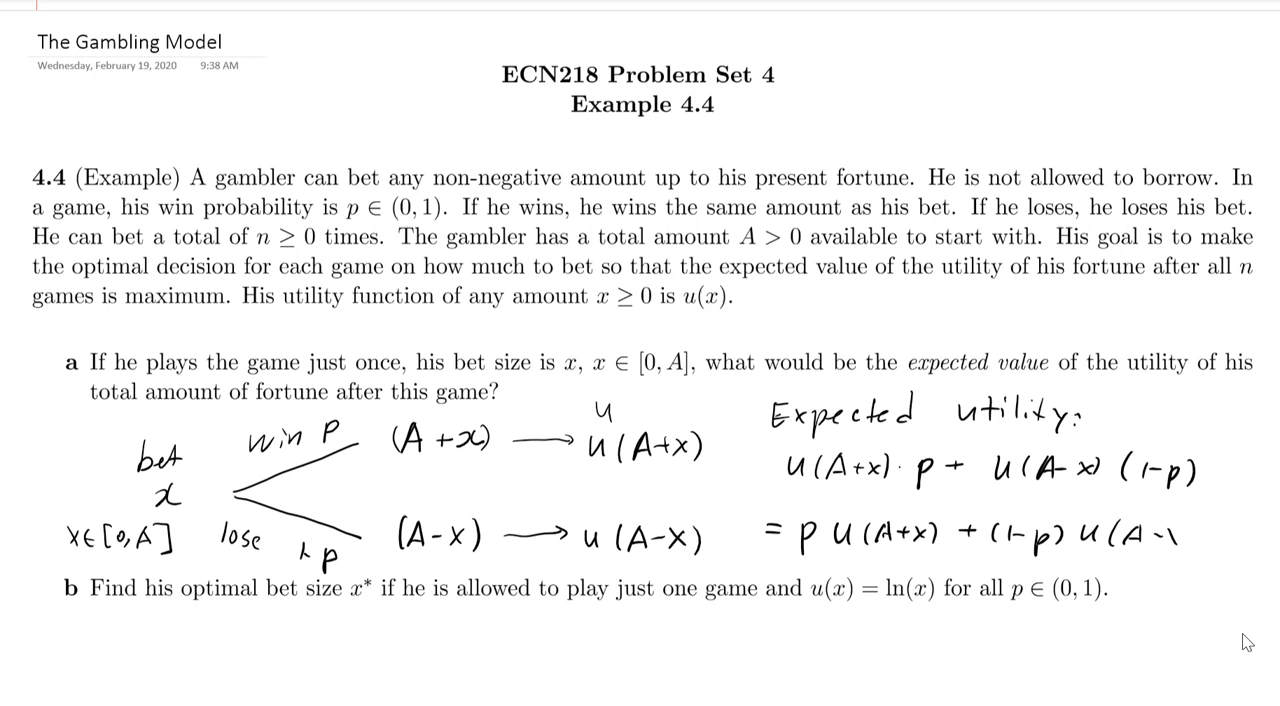 The Gambling Model
Wednesday, February 19, 2020 9:38 AM
ECN218 Problem Set 4
Example 4.4
4.4 (Example) A gambler can bet any non-negative amount up to his present fortune. He is not allowed to borrow. In
a game, his win probability is p ∈ (0, 1). If he wins, he wins the same amount as his bet. If he loses, he loses his bet.
He can bet a total of n ≥ 0 times. The gambler has a total amount A > 0 available to start with. His goal is to make
the optimal decision for each game on how much to bet so that the expected value of the utility of his fortune after all n
games is maximum. His utility function of any amount x ≥ 0 is u(x).
a If he plays the game just once, his bet size is x, x ∈ [0, A], what would be the expected value of the utility of his
total amount of fortune after this game?
bet
x
x∈[0,A]
win p (A+x) → u(A+x)
u
lose (A-x) → u(A-x)
p
Expected utility:
u(A+x)·p + u(A-x)(1-p)
= p u(A+x) + (1-p) u(A-
b Find his optimal bet size x* if he is allowed to play just one game and u(x) = ln(x) for all p ∈ (0, 1).